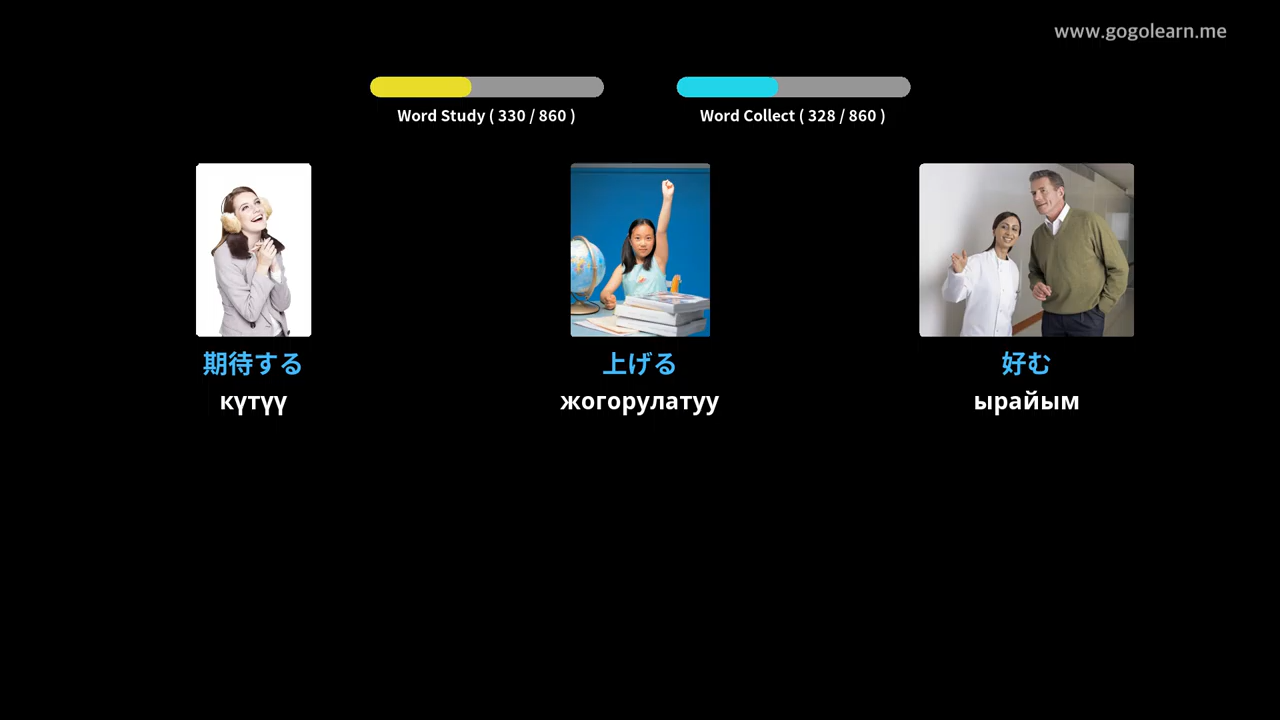 www.gogolearn.me
Word Study ( 330 / 860 )
Word Collect ( 328 / 860 )
期待する
күтүү
上げる
жогорулатуу
好む
ырайым